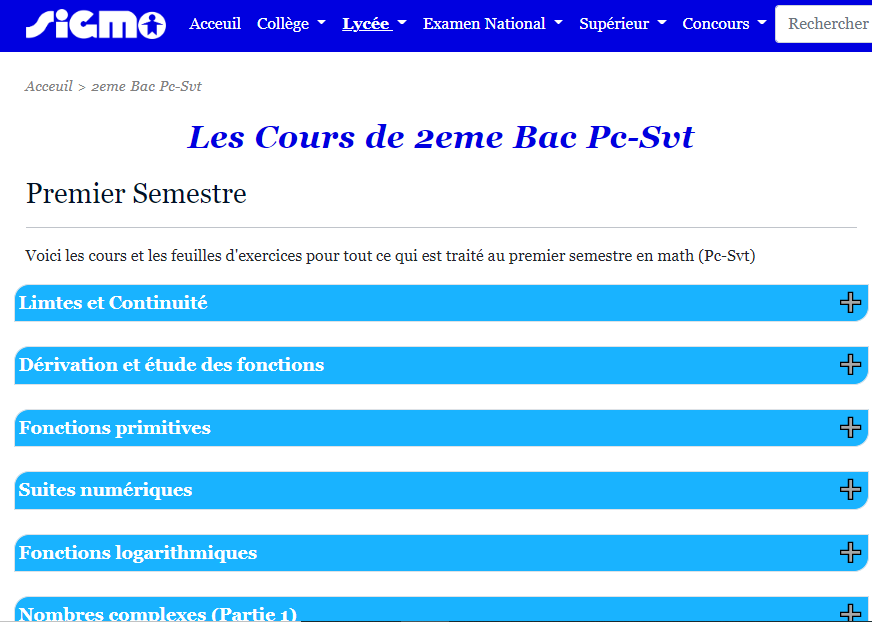 SiGMa
Acceuil Collège Lycée Examen National Supérieur Concours Rechercher
Acceuil > 2eme Bac Pc-Svt
Les Cours de 2eme Bac Pc-Svt
Premier Semestre
Voici les cours et les feuilles d'exercices pour tout ce qui est traité au premier semestre en math (Pc-Svt)
Limtes et Continuité
Dérivation et étude des fonctions
Fonctions primitives
Suites numériques
Fonctions logarithmiques
Nombres complexes (Partie 1)